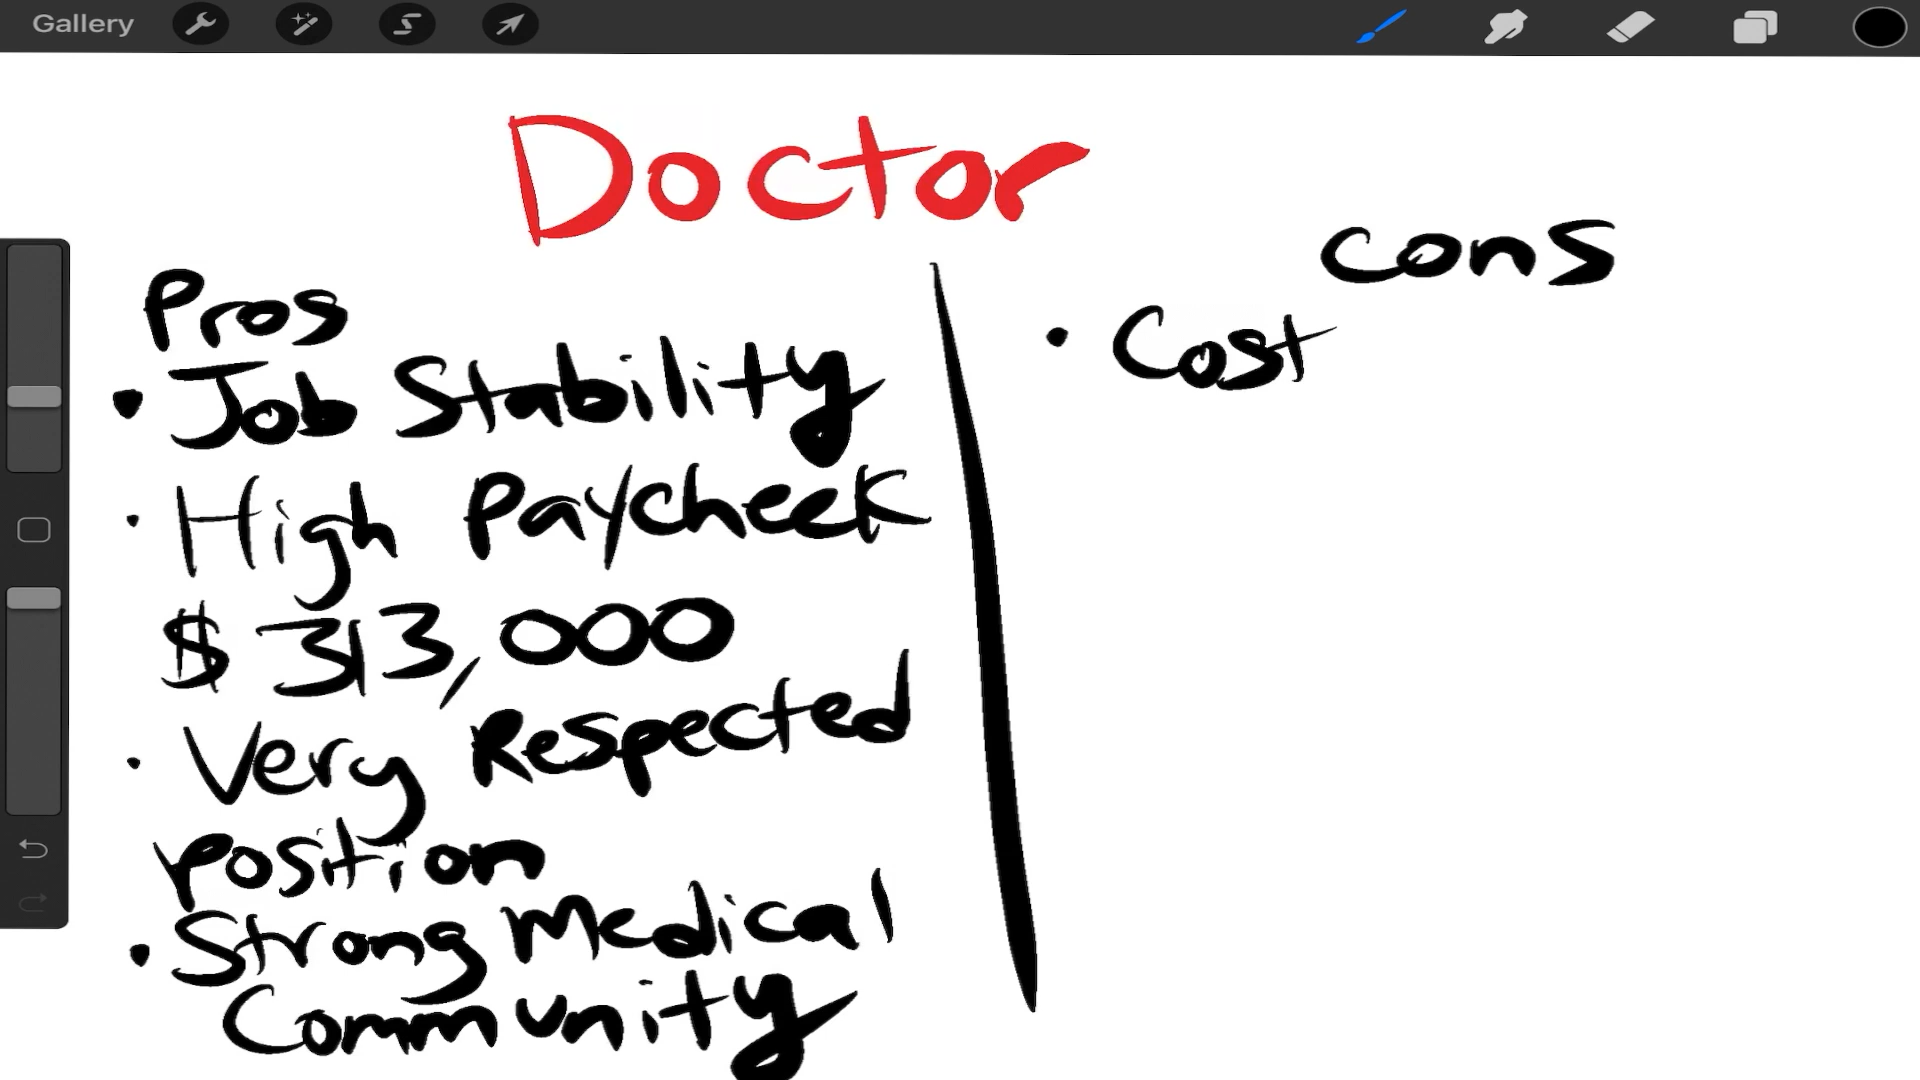 Gallery
Doctor
Pros
• Job Stability
• High Paycheck
$ 313,000
• Very Respected
Position
• Strong Medical
Community
cons
• Cost